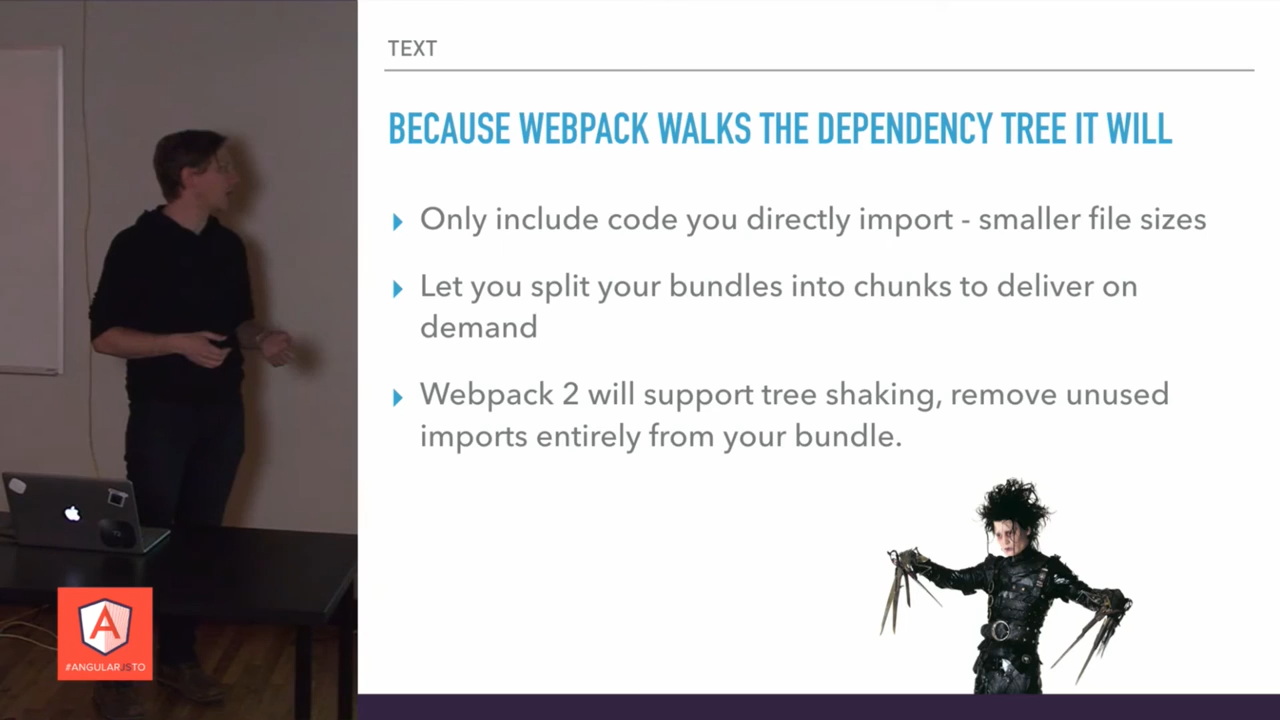 TEXT
BECAUSE WEBPACK WALKS THE DEPENDENCY TREE IT WILL
Only include code you directly import - smaller file sizes
Let you split your bundles into chunks to deliver on
demand
Webpack 2 will support tree shaking, remove unused
imports entirely from your bundle.
A
#ANGULARJSTO